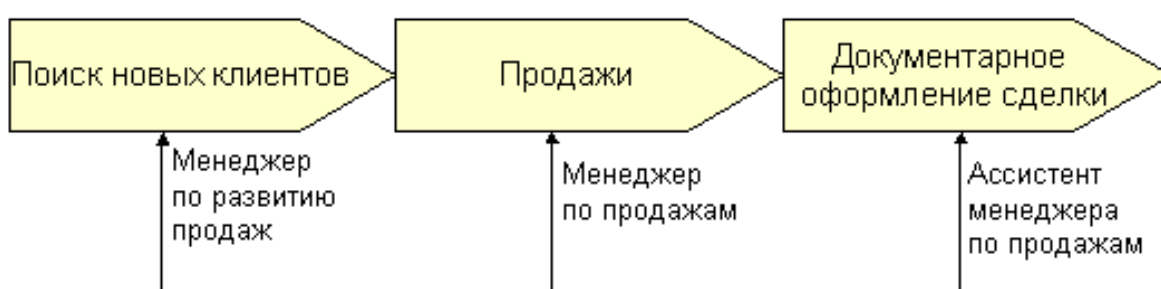 Поиск новых клиентов
Продажи
Документарное
оформление сделки
Менеджер
по развитию
продаж
Менеджер
по продажам
Ассистент
менеджера
по продажам